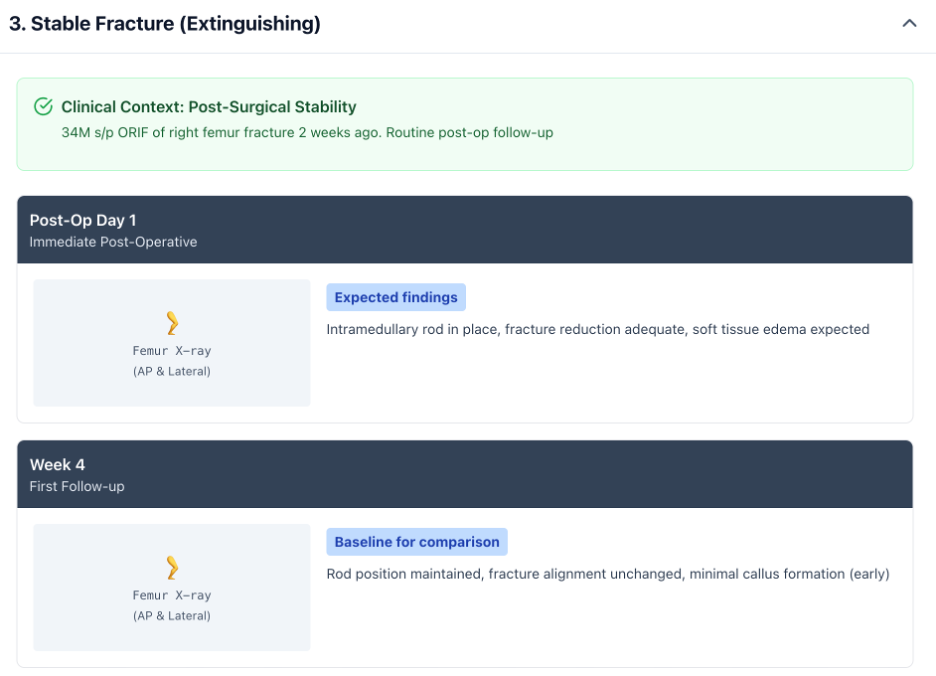 3. Stable Fracture (Extinguishing)
Clinical Context: Post-Surgical Stability
34M s/p ORIF of right femur fracture 2 weeks ago. Routine post-op follow-up
Post-Op Day 1
Immediate Post-Operative
Femur X-ray
(AP & Lateral)
Expected findings
Intramedullary rod in place, fracture reduction adequate, soft tissue edema expected
Week 4
First Follow-up
Femur X-ray
(AP & Lateral)
Baseline for comparison
Rod position maintained, fracture alignment unchanged, minimal callus formation (early)